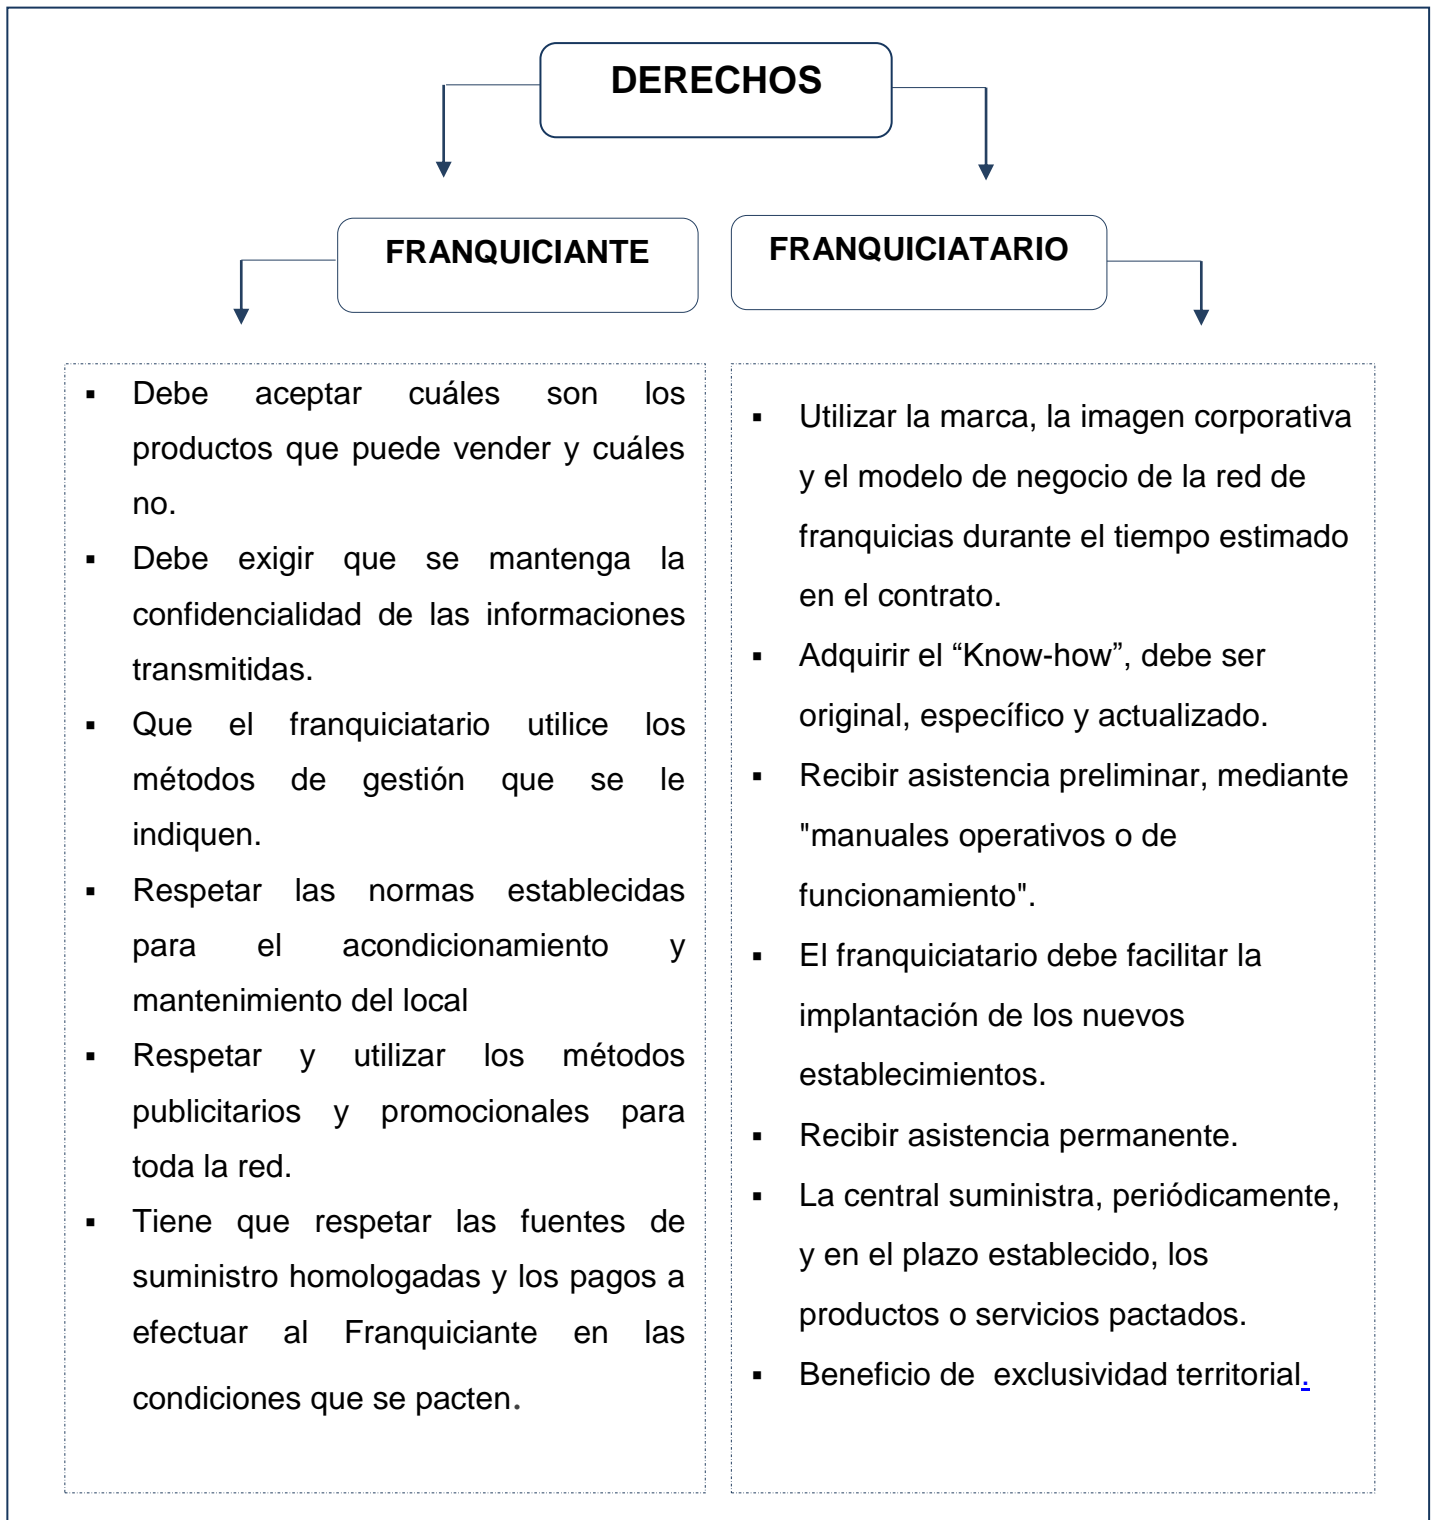 DERECHOS
FRANQUICIANTE
FRANQUICIATARIO
▪ Debe aceptar cuáles son los
productos que puede vender y cuáles
no.
▪ Debe exigir que se mantenga la
confidencialidad de las informaciones
transmitidas.
▪ Que el franquiciatario utilice los
métodos de gestión que se le
indiquen.
▪ Respetar las normas establecidas
para el acondicionamiento y
mantenimiento del local
▪ Respetar y utilizar los métodos
publicitarios y promocionales para
toda la red.
▪ Tiene que respetar las fuentes de
suministro homologadas y los pagos a
efectuar al Franquiciante en las
condiciones que se pacten.
▪ Utilizar la marca, la imagen corporativa
y el modelo de negocio de la red de
franquicias durante el tiempo estimado
en el contrato.
▪ Adquirir el “Know-how”, debe ser
original, específico y actualizado.
▪ Recibir asistencia preliminar, mediante
"manuales operativos o de
funcionamiento".
▪ El franquiciatario debe facilitar la
implantación de los nuevos
establecimientos.
▪ Recibir asistencia permanente.
▪ La central suministra, periódicamente,
y en el plazo establecido, los
productos o servicios pactados.
▪ Beneficio de  exclusividad territorial.